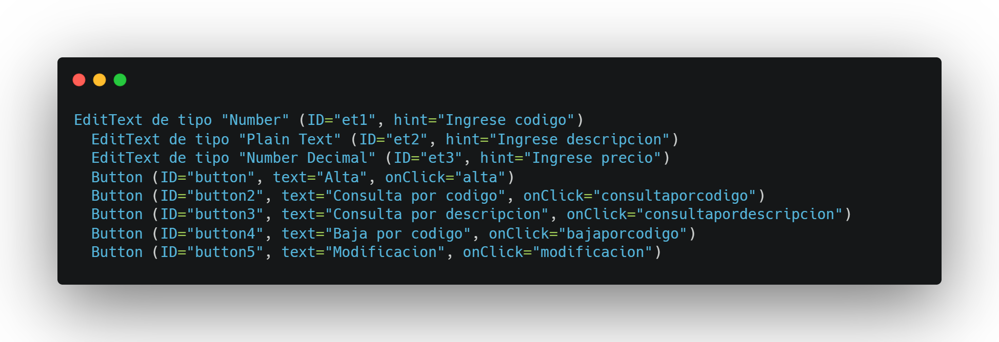 EditText de tipo "Number" (ID="et1", hint="Ingrese codigo")
EditText de tipo "Plain Text" (ID="et2", hint="Ingrese descripcion")
EditText de tipo "Number Decimal" (ID="et3", hint="Ingrese precio")
Button (ID="button", text="Alta", onClick="alta")
Button (ID="button2", text="Consulta por codigo", onClick="consultaporcodigo")
Button (ID="button3", text="Consulta por descripcion", onClick="consultapordescripcion")
Button (ID="button4", text="Baja por codigo", onClick="bajaporcodigo")
Button (ID="button5", text="Modificacion", onClick="modificacion")